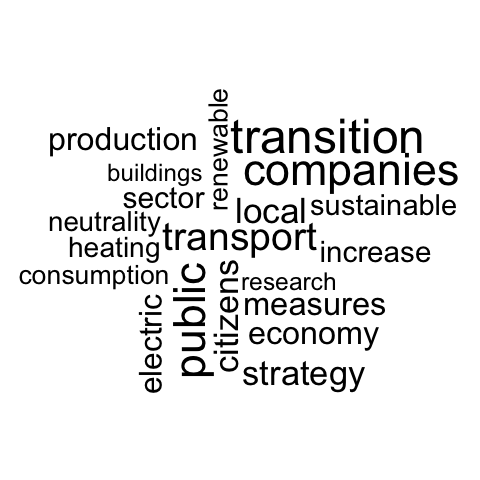 renewable
transition
production
companies
buildings
sector
local
sustainable
neutrality
transport
heating
increase
consumption
public
citizens
research
electric
measures
economy
strategy